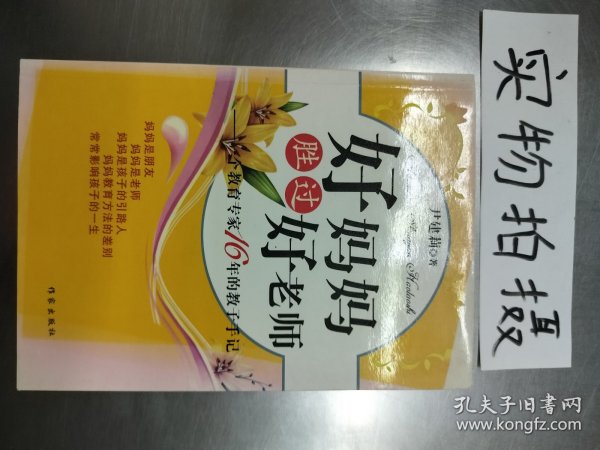 好妈妈
胜过
好老师
一个教育专家16年的教子手记
尹建莉 著
妈妈是朋友
妈妈是老师
妈妈是孩子的引路人
妈妈教育方法的差别
常常影响孩子的一生
作家出版社
实物拍摄
孔夫子旧书网
www.kongfz.com